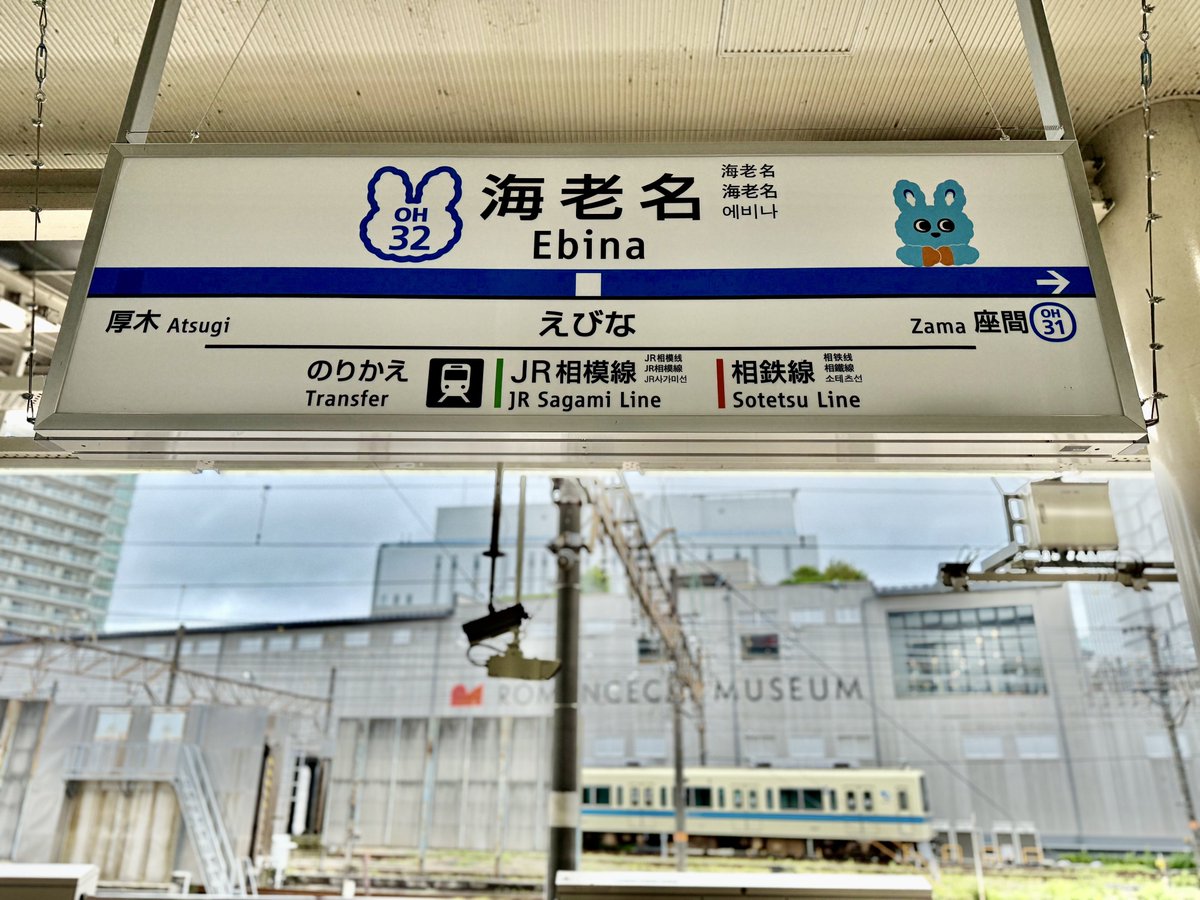 OH
32
海老名
海老名
海老名
에비나
Ebina
厚木 Atsugi
えびな
Zama 座間 OH
31
のりかえ
Transfer
JR相模線
JR相模线
JR相模線
JR사가미선
JR Sagami Line
相鉄線
相铁线
相鐵線
소테츠선
Sotetsu Line
ROMANCECAR MUSEUM